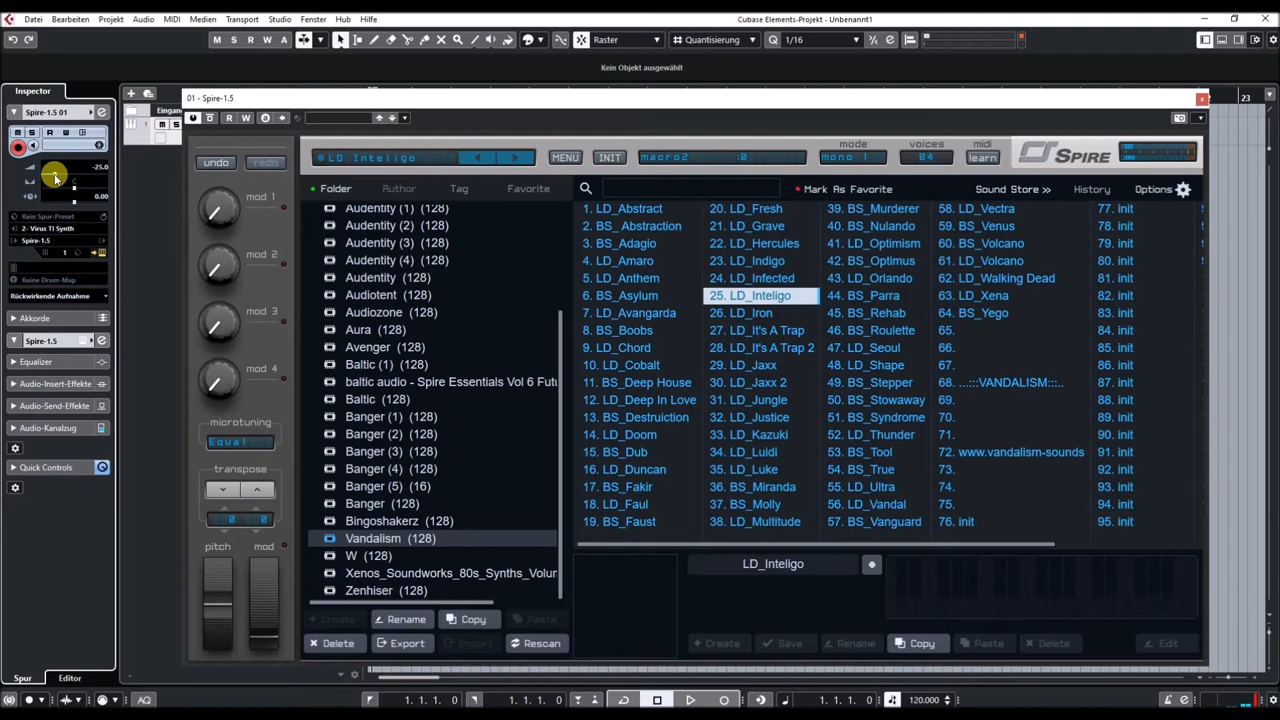 Datei Bearbeiten Projekt Audio MIDI Medien Transport Studio Fenster Hub Hilfe
Cubase Elements-Projekt - Unbenannt1
M S R W A
Raster
Quantisierung
Q 1/16
Kein Objekt ausgewählt
Inspector
Spire-1.5 01
Eingan
01 - Spire-1.5
23
M S R W
M S
R W
-25.0
C
0.00
Kein Spur-Preset
2- Virus TI Synth
Spire-1.5
1
Keine Drum-Map
Rückwirkende Aufnahme
Akkorde
Spire-1.5
Equalizer
Audio-Insert-Effekte
Audio-Send-Effekte
Audio-Kanalzug
Quick Controls
undo redo
mod 1
mod 2
mod 3
mod 4
microtuning
Equal
transpose
0 0
pitch mod
LD Inteligo
MENU INIT
macro2 :0
mode
mono 1
voices
04
midi
learn
SPIRE
Folder Author Tag Favorite
Mark As Favorite
Sound Store >>
History
Options
Audentity (1) (128)
Audentity (2) (128)
Audentity (3) (128)
Audentity (4) (128)
Audentity (128)
Audiotent (128)
Audiozone (128)
Aura (128)
Avenger (128)
Baltic (1) (128)
baltic audio - Spire Essentials Vol 6 Futu
Baltic (128)
Banger (1) (128)
Banger (2) (128)
Banger (3) (128)
Banger (4) (128)
Banger (5) (16)
Banger (128)
Bingoshakerz (128)
Vandalism (128)
W (128)
Xenos_Soundworks_80s_Synths_Volum
Zenhiser (128)
1. LD_Abstract
2. BS_Abstraction
3. BS_Adagio
4. LD_Amaro
5. LD_Anthem
6. BS_Asylum
7. LD_Avangarda
8. BS_Boobs
9. LD_Chord
10. LD_Cobalt
11. BS_Deep House
12. LD_Deep In Love
13. BS_Destruiction
14. LD_Doom
15. BS_Dub
16. LD_Duncan
17. BS_Fakir
18. LD_Faul
19. BS_Faust
20. LD_Fresh
21. LD_Grave
22. LD_Hercules
23. LD_Indigo
24. LD_Infected
25. LD_Inteligo
26. LD_Iron
27. LD_It's A Trap
28. LD_It's A Trap 2
29. LD_Jaxx
30. LD_Jaxx 2
31. LD_Jungle
32. LD_Justice
33. LD_Kazuki
34. LD_Luidi
35. LD_Luke
36. BS_Miranda
37. BS_Molly
38. LD_Multitude
39. BS_Murderer
40. BS_Nulando
41. LD_Optimism
42. BS_Optimus
43. LD_Orlando
44. BS_Parra
45. BS_Rehab
46. BS_Roulette
47. LD_Seoul
48. LD_Shape
49. BS_Stepper
50. BS_Stowaway
51. BS_Syndrome
52. LD_Thunder
53. BS_Tool
54. BS_True
55. LD_Ultra
56. LD_Vandal
57. BS_Vanguard
58. LD_Vectra
59. BS_Venus
60. BS_Volcano
61. LD_Volcano
62. LD_Walking Dead
63. LD_Xena
64. BS_Yego
65.
66.
67.
68. ...:::VANDALISM:::..
69.
70.
71.
72. www.vandalism-sounds
73.
74.
75.
76. init
77. init
78. init
79. init
80. init
81. init
82. init
83. init
84. init
85. init
86. init
87. init
88. init
89. init
90. init
91. init
92. init
93. init
94. init
95. init
LD_Inteligo
Create Rename Copy Paste
Delete Export Import Rescan
Create Save Rename Copy Paste Delete Edit
Spur Editor
AQ
1. 1. 1. 0
1. 1. 1. 0
1. 1. 1. 0
120.000